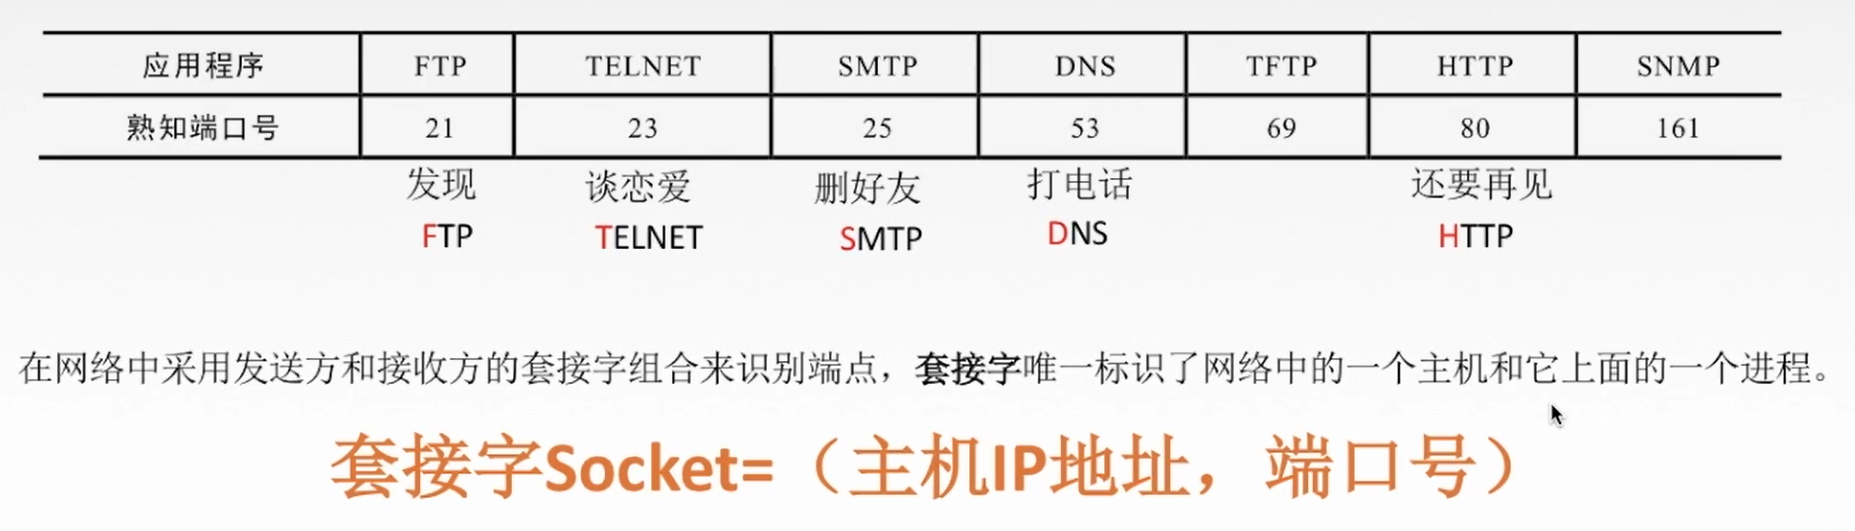 应用程序 FTP TELNET SMTP DNS TFTP HTTP SNMP
熟知端口号 21 23 25 53 69 80 161
发现 谈恋爱 删好友 打电话 还要再见
FTP TELNET SMTP DNS HTTP
在网络中采用发送方和接收方的套接字组合来识别端点，套接字唯一标识了网络中的一个主机和它上面的一个进程。
套接字Socket=（主机IP地址，端口号）